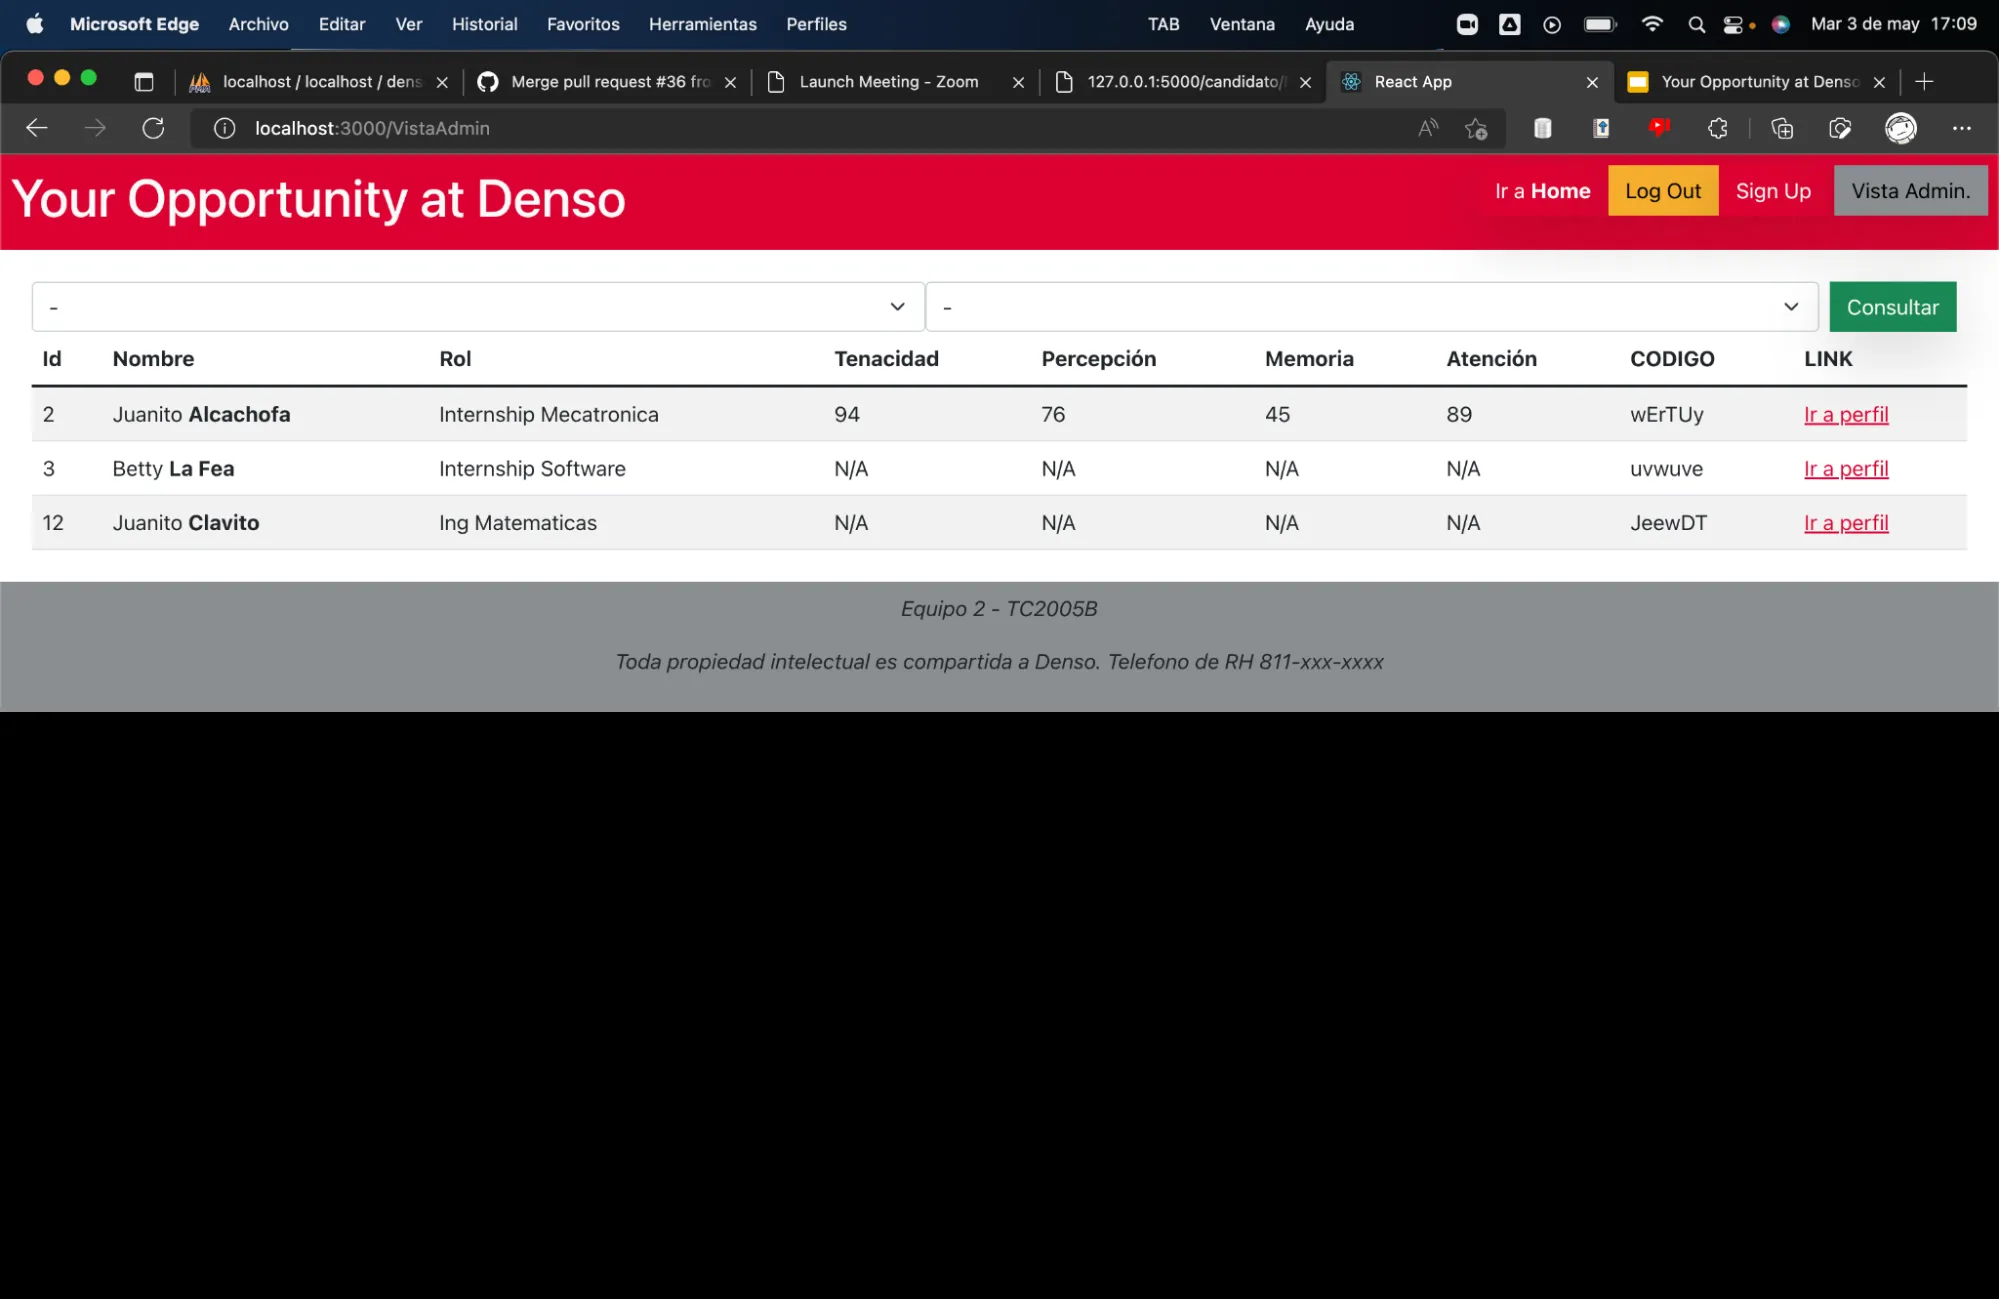 Microsoft Edge Archivo Editar Ver Historial Favoritos Herramientas Perfiles TAB Ventana Ayuda Mar 3 de may 17:09
localhost / localhost / dens Merge pull request #36 fro Launch Meeting - Zoom 127.0.0.1:5000/candidato/ React App Your Opportunity at Denso
localhost:3000/VistaAdmin
Your Opportunity at Denso Ir a Home Log Out Sign Up Vista Admin.
- - Consultar
Id Nombre Rol Tenacidad Percepción Memoria Atención CODIGO LINK
2 Juanito Alcachofa Internship Mecatronica 94 76 45 89 wErTUy Ir a perfil
3 Betty La Fea Internship Software N/A N/A N/A N/A uvwuve Ir a perfil
12 Juanito Clavito Ing Matematicas N/A N/A N/A N/A JeewDT Ir a perfil
Equipo 2 - TC2005B
Toda propiedad intelectual es compartida a Denso. Telefono de RH 811-xxx-xxxx